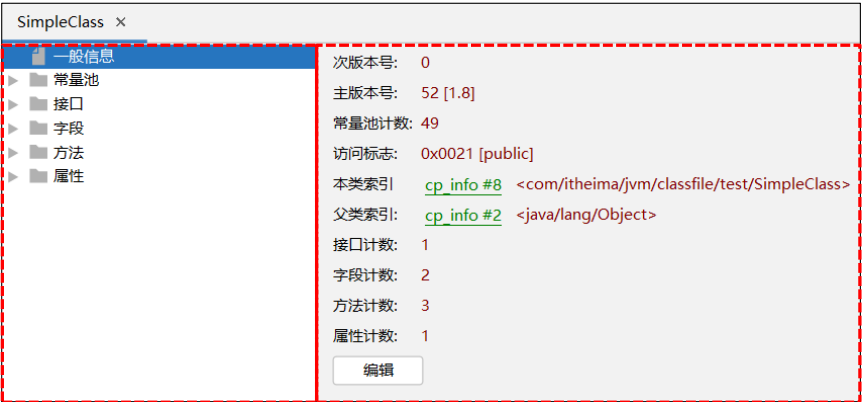 SimpleClass ×
一般信息
常量池
接口
字段
方法
属性
次版本号: 0
主版本号: 52 [1.8]
常量池计数: 49
访问标志: 0x0021 [public]
本类索引 cp_info #8 <com/itheima/jvm/classfile/test/SimpleClass>
父类索引: cp_info #2 <java/lang/Object>
接口计数: 1
字段计数: 2
方法计数: 3
属性计数: 1
编辑